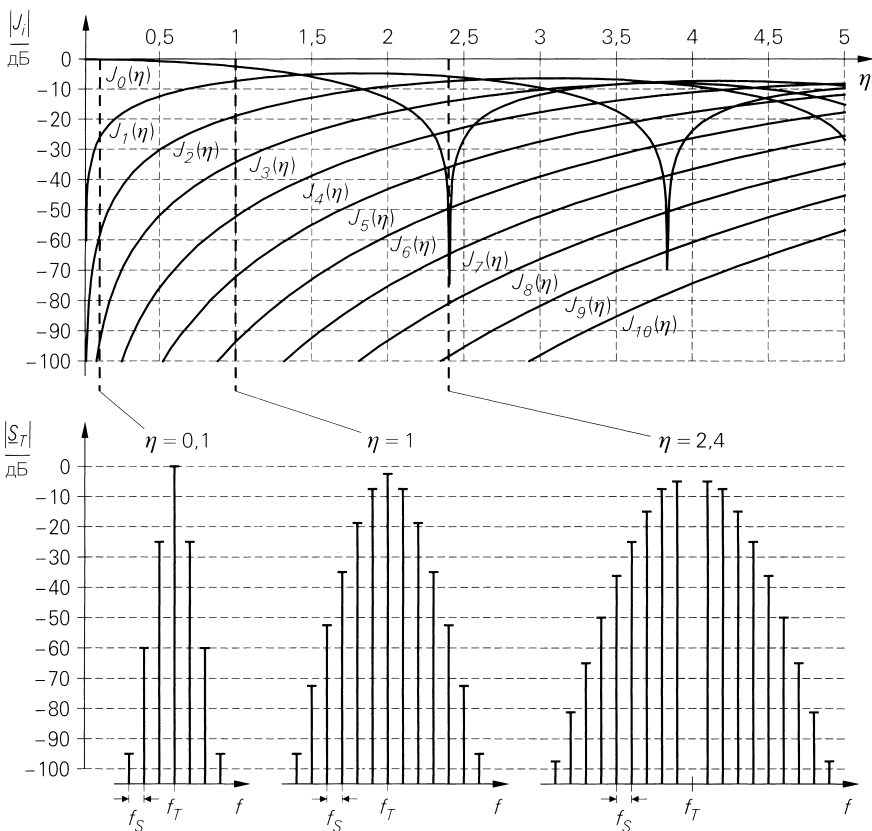 |J_i|
дБ
0,5 1 1,5 2 2,5 3 3,5 4 4,5 5
η
0
−10
−20
−30
−40
−50
−60
−70
−80
−90
−100
J_0(η)
J_1(η)
J_2(η)
J_3(η)
J_4(η)
J_5(η)
J_6(η)
J_7(η)
J_8(η)
J_9(η)
J_10(η)
|S_T|
дБ
η = 0,1 η = 1 η = 2,4
0
−10
−20
−30
−40
−50
−60
−70
−80
−90
−100
f_S f_T f f_S f_T f f_S f_T f